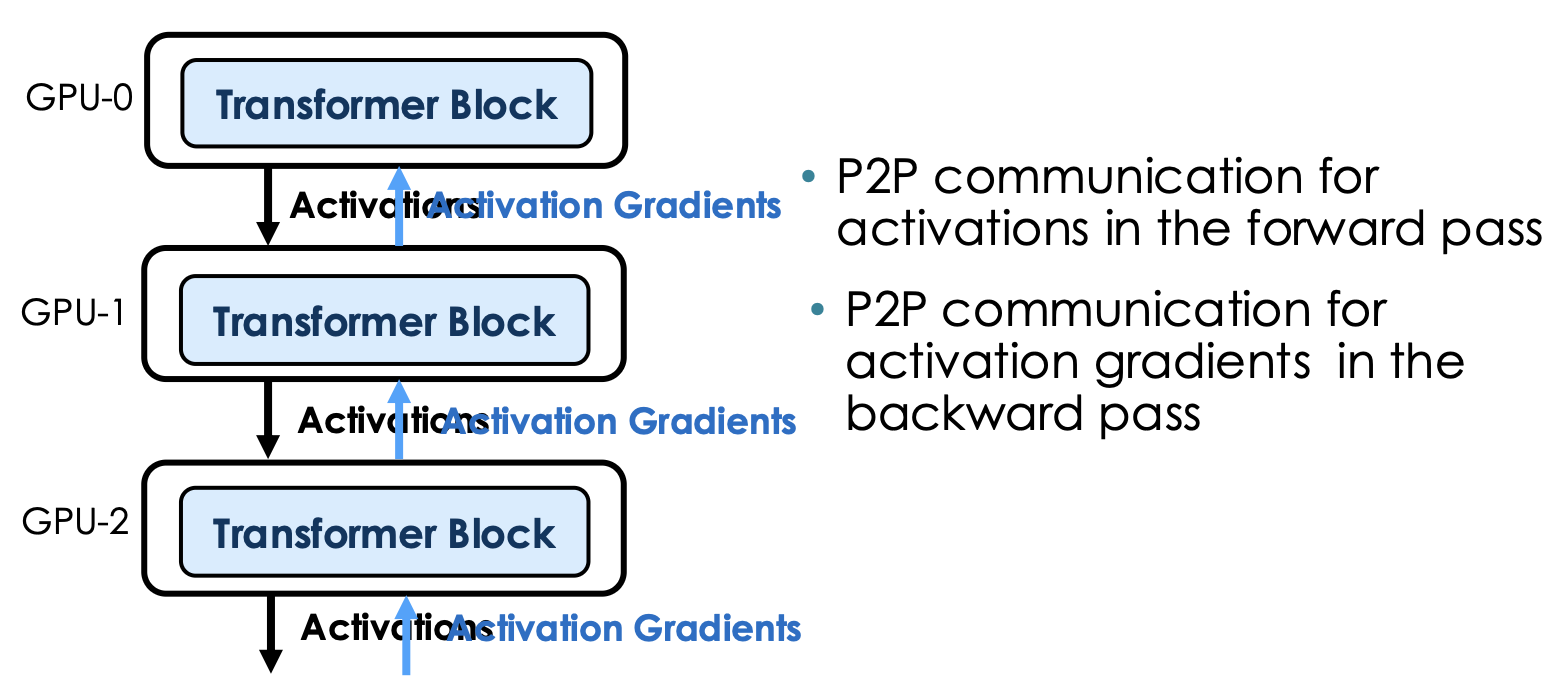 GPU-0
Transformer Block
Activations
Activation Gradients
GPU-1
Transformer Block
Activations
Activation Gradients
GPU-2
Transformer Block
Activations
Activation Gradients
• P2P communication for
activations in the forward pass
• P2P communication for
activation gradients in the
backward pass